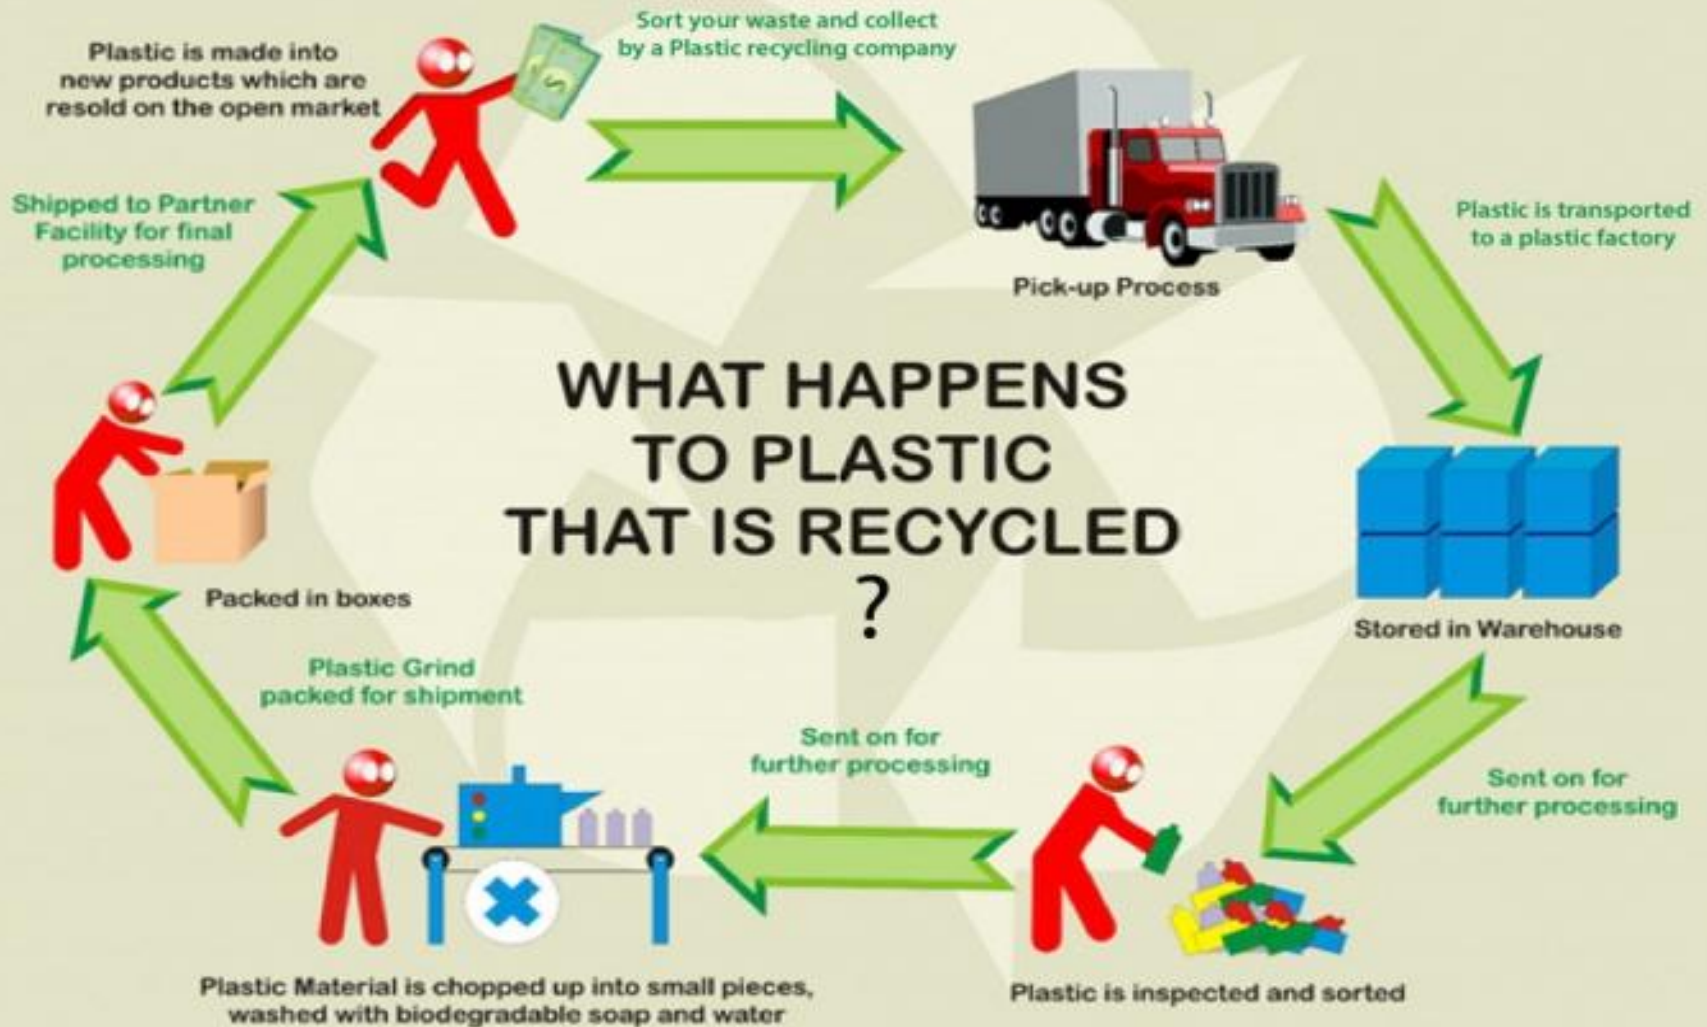 Sort your waste and collect
by a Plastic recycling company
Plastic is made into
new products which are
resold on the open market
Shipped to Partner
Facility for final
processing
Plastic is transported
to a plastic factory
Pick-up Process
WHAT HAPPENS
TO PLASTIC
THAT IS RECYCLED
?
Packed in boxes
Stored in Warehouse
Plastic Grind
packed for shipment
Sent on for
further processing
Sent on for
further processing
Plastic Material is chopped up into small pieces,
washed with biodegradable soap and water
Plastic is inspected and sorted